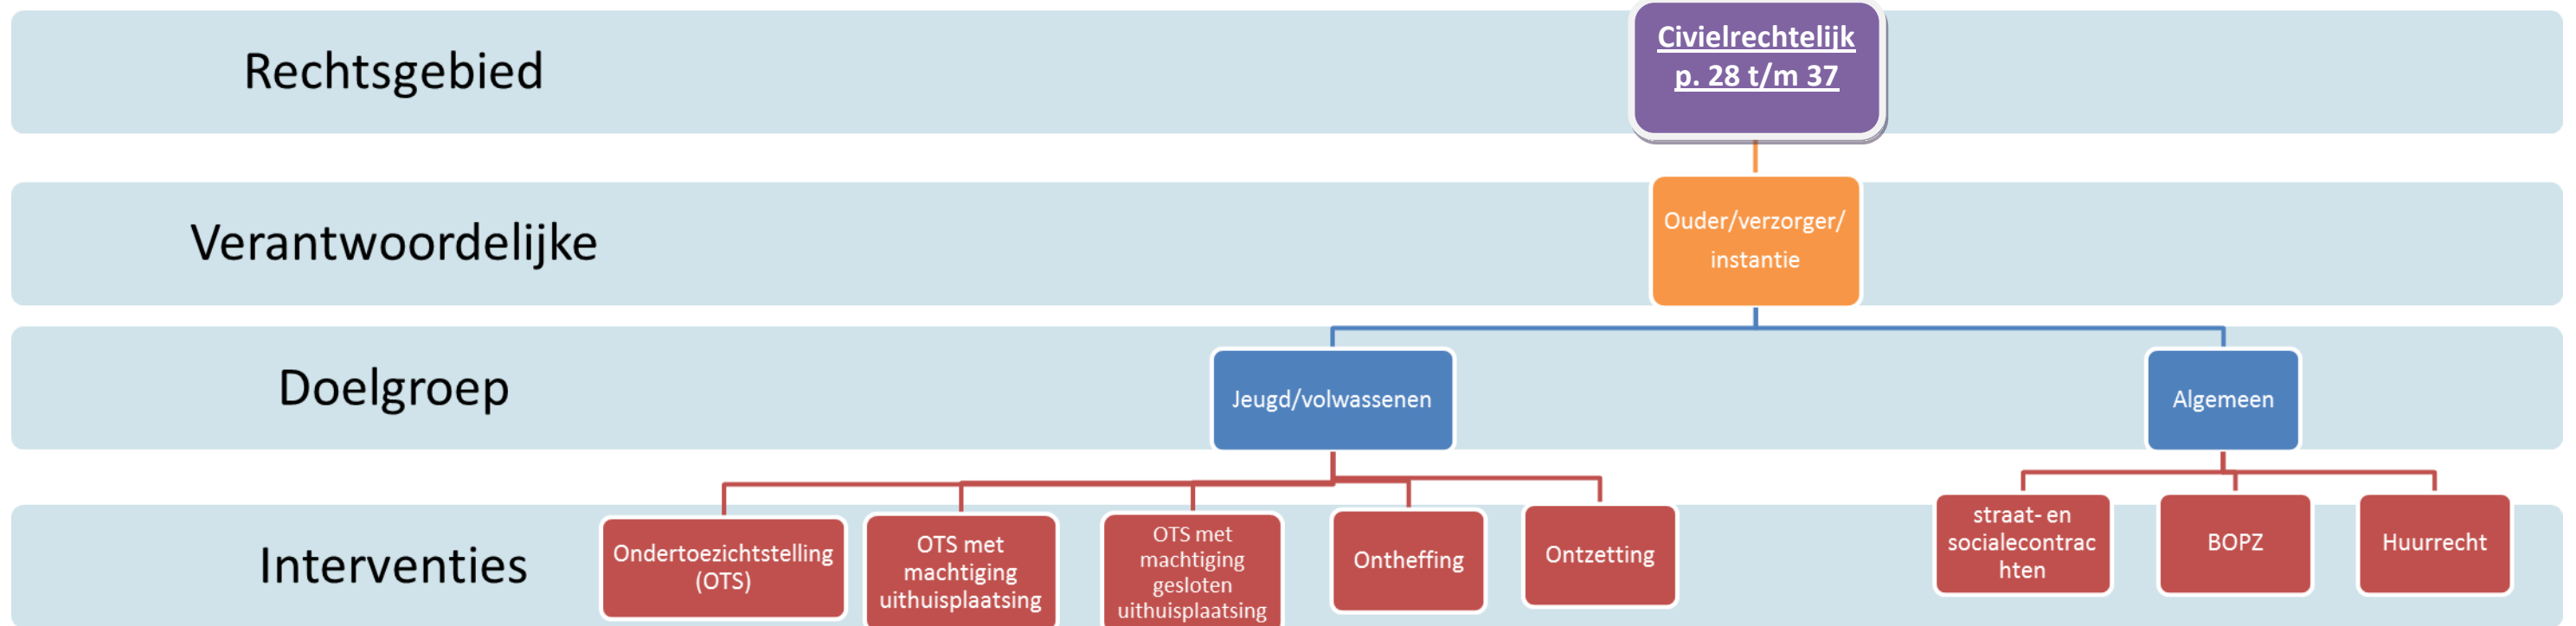 Rechtsgebied
Civielrechtelijk
p. 28 t/m 37
Verantwoordelijke
Ouder/verzorger/
instantie
Doelgroep
Jeugd/volwassenen
Algemeen
Interventies
Ondertoezichtstelling
(OTS)
OTS met
machtiging
uithuisplaatsing
OTS met
machtiging
gesloten
uithuisplaatsing
Ontheffing
Ontzetting
straat- en
socialecontrac
hten
BOPZ
Huurrecht